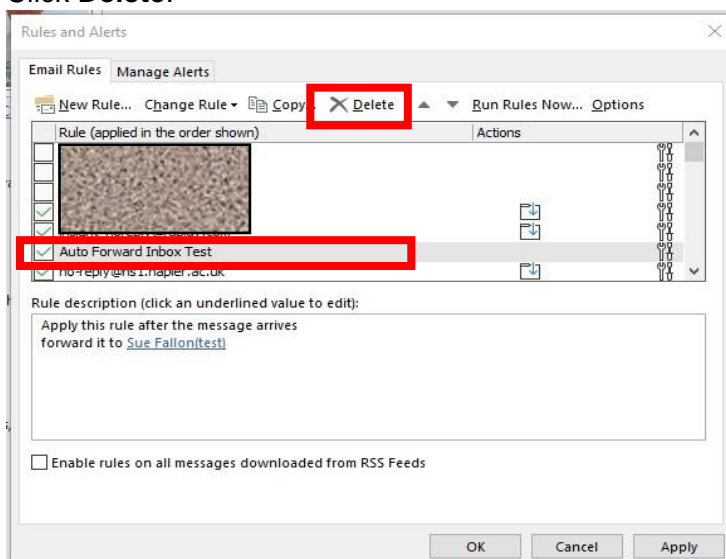 Click Delete.
Rules and Alerts
Email Rules Manage Alerts
New Rule... Change Rule Copy... Delete Run Rules Now... Options
Rule (applied in the order shown) Actions
Auto Forward Inbox Test
no-reply@ns1.napier.ac.uk
Rule description (click an underlined value to edit):
Apply this rule after the message arrives
forward it to Sue Fallon(test)
Enable rules on all messages downloaded from RSS Feeds
OK Cancel Apply